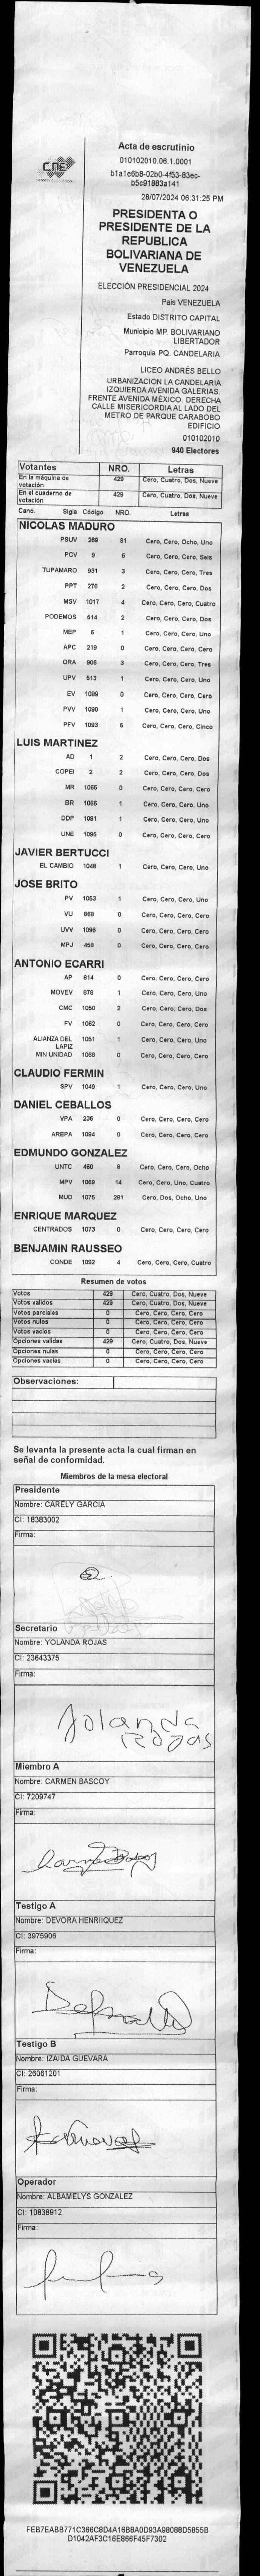 CNE
Acta de escrutinio
010102010.06.1.0001
b1a1e6b8-02b0-4f53-83ec-
b5c91883a141
28/07/2024 06:31:25 PM
PRESIDENTA O
PRESIDENTE DE LA
REPUBLICA
BOLIVARIANA DE
VENEZUELA
ELECCIÓN PRESIDENCIAL 2024
País VENEZUELA
Estado DISTRITO CAPITAL
Municipio MP. BOLIVARIANO
LIBERTADOR
Parroquia PQ. CANDELARIA
LICEO ANDRÉS BELLO
URBANIZACION LA CANDELARIA
IZQUIERDA AVENIDA GALERIAS.
FRENTE AVENIDA MÉXICO. DERECHA
CALLE MISERICORDIA AL LADO DEL
METRO DE PARQUE CARABOBO
EDIFICIO
010102010
940 Electores
Votantes NRO. Letras
En la máquina de votación 429 Cero, Cuatro, Dos, Nueve
En el cuaderno de votación 429 Cero, Cuatro, Dos, Nueve
Cand. Sigla Código NRO. Letras
NICOLAS MADURO
PSUV 269 81 Cero, Cero, Ocho, Uno
PCV 9 6 Cero, Cero, Cero, Seis
TUPAMARO 931 3 Cero, Cero, Cero, Tres
PPT 276 2 Cero, Cero, Cero, Dos
MSV 1017 4 Cero, Cero, Cero, Cuatro
PODEMOS 514 2 Cero, Cero, Cero, Dos
MEP 6 1 Cero, Cero, Cero, Uno
APC 219 0 Cero, Cero, Cero, Cero
ORA 906 3 Cero, Cero, Cero, Tres
UPV 513 1 Cero, Cero, Cero, Uno
EV 1089 0 Cero, Cero, Cero, Cero
PVV 1090 1 Cero, Cero, Cero, Uno
PFV 1093 5 Cero, Cero, Cero, Cinco
LUIS MARTINEZ
AD 1 2 Cero, Cero, Cero, Dos
COPEI 2 2 Cero, Cero, Cero, Dos
MR 1065 0 Cero, Cero, Cero, Cero
BR 1066 1 Cero, Cero, Cero, Uno
DDP 1091 1 Cero, Cero, Cero, Uno
UNE 1095 0 Cero, Cero, Cero, Cero
JAVIER BERTUCCI
EL CAMBIO 1048 1 Cero, Cero, Cero, Uno
JOSE BRITO
PV 1053 1 Cero, Cero, Cero, Uno
VU 868 0 Cero, Cero, Cero, Cero
UVV 1096 0 Cero, Cero, Cero, Cero
MPJ 458 0 Cero, Cero, Cero, Cero
ANTONIO ECARRI
AP 814 0 Cero, Cero, Cero, Cero
MOVEV 878 1 Cero, Cero, Cero, Uno
CMC 1050 2 Cero, Cero, Cero, Dos
FV 1062 0 Cero, Cero, Cero, Cero
ALIANZA DEL LAPIZ 1051 1 Cero, Cero, Cero, Uno
MIN UNIDAD 1068 0 Cero, Cero, Cero, Cero
CLAUDIO FERMIN
SPV 1049 1 Cero, Cero, Cero, Uno
DANIEL CEBALLOS
VPA 236 0 Cero, Cero, Cero, Cero
AREPA 1094 0 Cero, Cero, Cero, Cero
EDMUNDO GONZALEZ
UNTC 460 8 Cero, Cero, Cero, Ocho
MPV 1069 14 Cero, Cero, Uno, Cuatro
MUD 1075 281 Cero, Dos, Ocho, Uno
ENRIQUE MARQUEZ
CENTRADOS 1073 0 Cero, Cero, Cero, Cero
BENJAMIN RAUSSEO
CONDE 1092 4 Cero, Cero, Cero, Cuatro
Resumen de votos
Votos 429 Cero, Cuatro, Dos, Nueve
Votos validos 429 Cero, Cuatro, Dos, Nueve
Votos parciales 0 Cero, Cero, Cero, Cero
Votos nulos 0 Cero, Cero, Cero, Cero
Votos vacios 0 Cero, Cero, Cero, Cero
Opciones validas 429 Cero, Cuatro, Dos, Nueve
Opciones nulas 0 Cero, Cero, Cero, Cero
Opciones vacias 0 Cero, Cero, Cero, Cero
Observaciones:
Se levanta la presente acta la cual firman en
señal de conformidad.
Miembros de la mesa electoral
Presidente
Nombre: CARELY GARCIA
CI: 18383002
Firma:
Secretario
Nombre: YOLANDA ROJAS
CI: 23643375
Firma:
Yolanda
Rojas
Miembro A
Nombre: CARMEN BASCOY
CI: 7209747
Firma:
Testigo A
Nombre: DEVORA HENRIIQUEZ
CI: 3975906
Firma:
Testigo B
Nombre: IZAIDA GUEVARA
CI: 26061201
Firma:
Operador
Nombre: ALBAMELYS GONZALEZ
CI: 10838912
Firma:
FEB7EABB771C366C8D4A16B8A0D93A98088D5855B
D1042AF3C16E866F45F7302